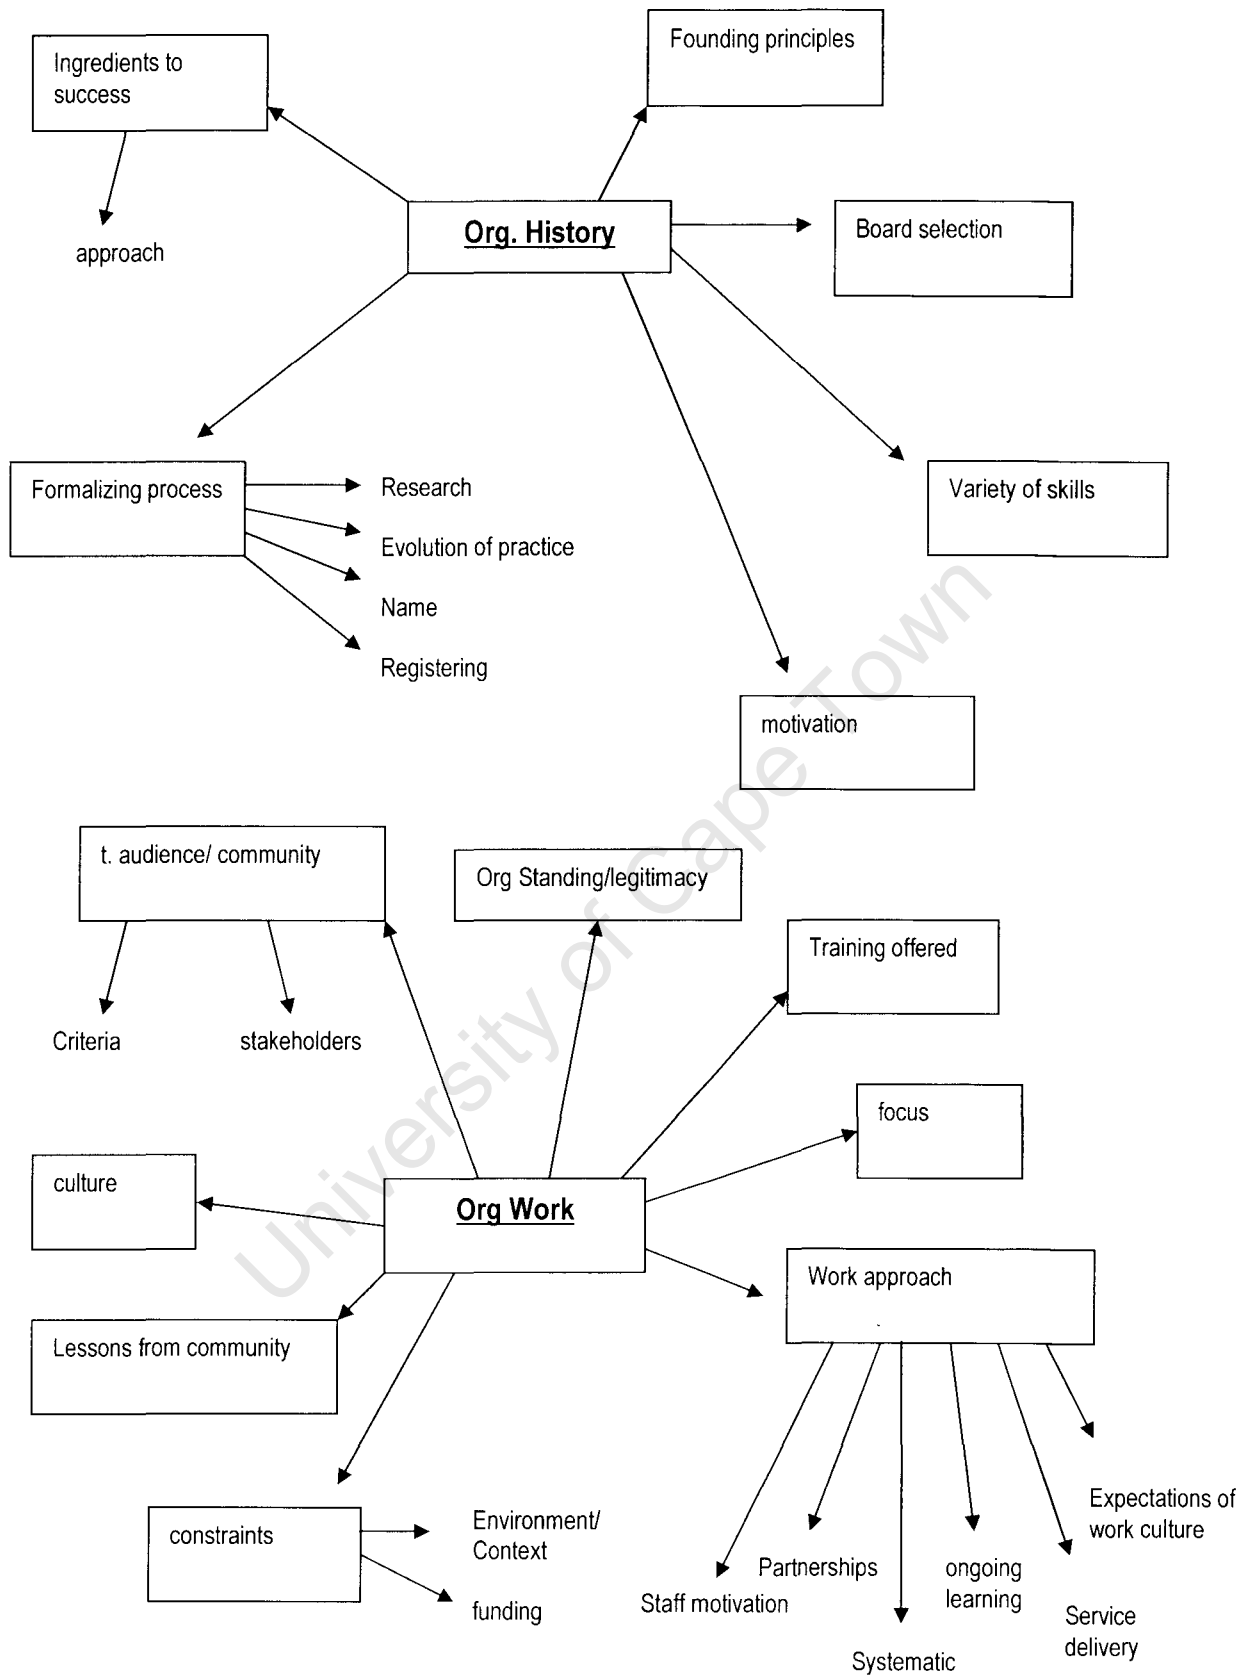 Founding principles
Ingredients to
success
Org. History
Board selection
approach
Formalizing process
Research
Evolution of practice
Name
Registering
Variety of skills
motivation
t. audience/ community
Org Standing/legitimacy
Training offered
Criteria
stakeholders
focus
culture
Org Work
Work approach
Lessons from community
constraints
Environment/
Context
funding
Expectations of
work culture
Partnerships
ongoing
learning
Staff motivation
Service
delivery
Systematic
University of Cape Town